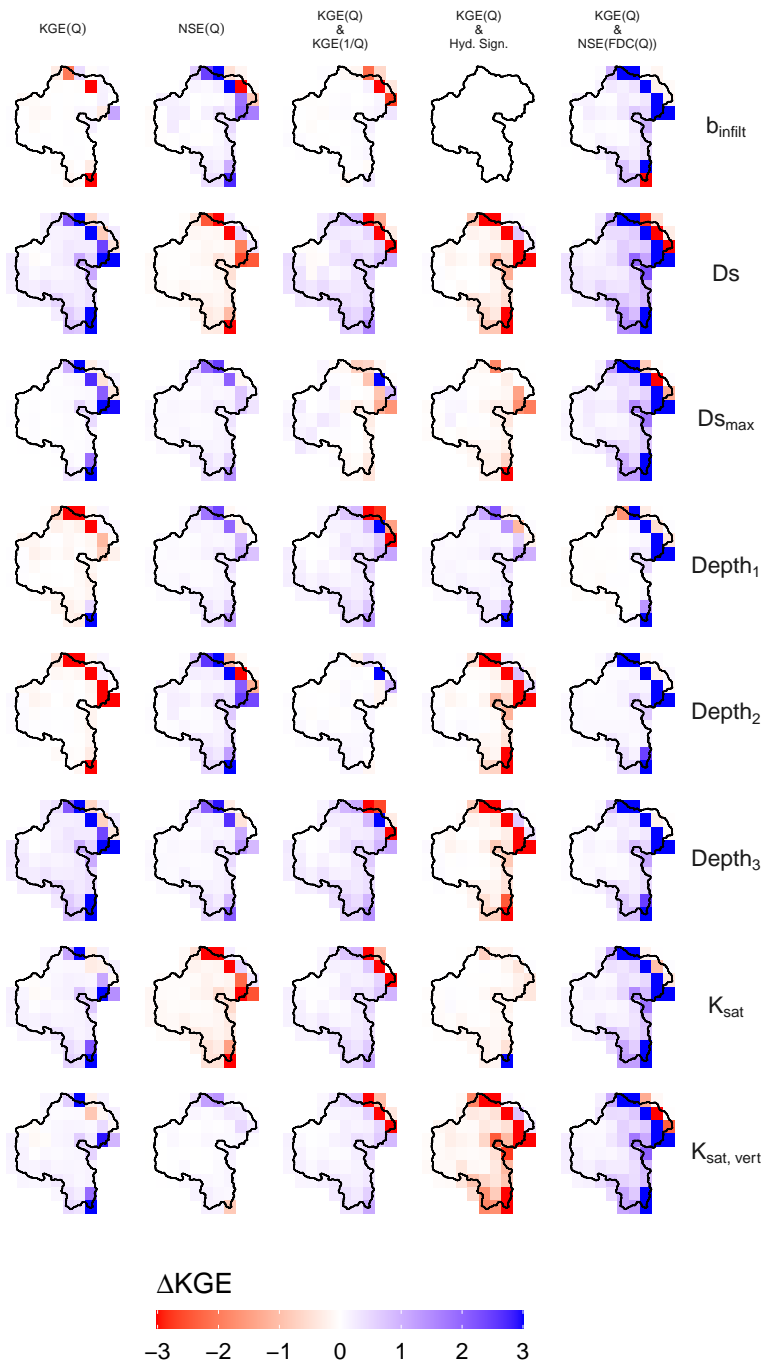 KGE(Q)
NSE(Q)
KGE(Q)
&
KGE(1/Q)
KGE(Q)
&
Hyd. Sign.
KGE(Q)
&
NSE(FDC(Q))
b_infilt
Ds
Ds_max
Depth_1
Depth_2
Depth_3
K_sat
K_sat, vert
ΔKGE
−3 −2 −1 0 1 2 3